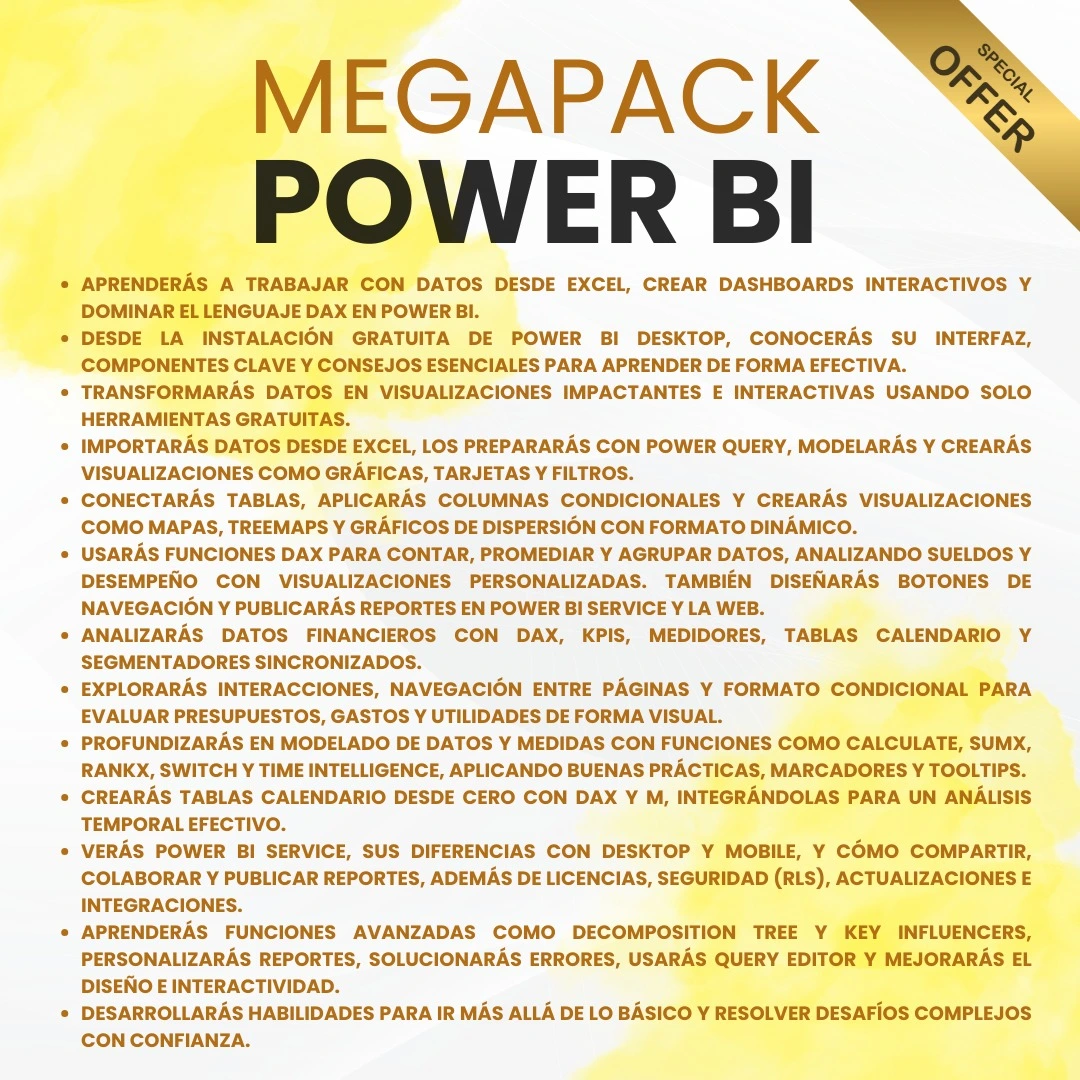 MEGAPACK
POWER BI
SPECIAL
OFFER
• APRENDERÁS A TRABAJAR CON DATOS DESDE EXCEL, CREAR DASHBOARDS INTERACTIVOS Y
DOMINAR EL LENGUAJE DAX EN POWER BI.
• DESDE LA INSTALACIÓN GRATUITA DE POWER BI DESKTOP, CONOCERÁS SU INTERFAZ,
COMPONENTES CLAVE Y CONSEJOS ESENCIALES PARA APRENDER DE FORMA EFECTIVA.
• TRANSFORMARÁS DATOS EN VISUALIZACIONES IMPACTANTES E INTERACTIVAS USANDO SOLO
HERRAMIENTAS GRATUITAS.
• IMPORTARÁS DATOS DESDE EXCEL, LOS PREPARARÁS CON POWER QUERY, MODELARÁS Y CREARÁS
VISUALIZACIONES COMO GRÁFICAS, TARJETAS Y FILTROS.
• CONECTARÁS TABLAS, APLICARÁS COLUMNAS CONDICIONALES Y CREARÁS VISUALIZACIONES
COMO MAPAS, TREEMAPS Y GRÁFICOS DE DISPERSIÓN CON FORMATO DINÁMICO.
• USARÁS FUNCIONES DAX PARA CONTAR, PROMEDIAR Y AGRUPAR DATOS, ANALIZANDO SUELDOS Y
DESEMPEÑO CON VISUALIZACIONES PERSONALIZADAS. TAMBIÉN DISEÑARÁS BOTONES DE
NAVEGACIÓN Y PUBLICARÁS REPORTES EN POWER BI SERVICE Y LA WEB.
• ANALIZARÁS DATOS FINANCIEROS CON DAX, KPIS, MEDIDORES, TABLAS CALENDARIO Y
SEGMENTADORES SINCRONIZADOS.
• EXPLORARÁS INTERACCIONES, NAVEGACIÓN ENTRE PÁGINAS Y FORMATO CONDICIONAL PARA
EVALUAR PRESUPUESTOS, GASTOS Y UTILIDADES DE FORMA VISUAL.
• PROFUNDIZARÁS EN MODELADO DE DATOS Y MEDIDAS CON FUNCIONES COMO CALCULATE, SUMX,
RANKX, SWITCH Y TIME INTELLIGENCE, APLICANDO BUENAS PRÁCTICAS, MARCADORES Y TOOLTIPS.
• CREARÁS TABLAS CALENDARIO DESDE CERO CON DAX Y M, INTEGRÁNDOLAS PARA UN ANÁLISIS
TEMPORAL EFECTIVO.
• VERÁS POWER BI SERVICE, SUS DIFERENCIAS CON DESKTOP Y MOBILE, Y CÓMO COMPARTIR,
COLABORAR Y PUBLICAR REPORTES, ADEMÁS DE LICENCIAS, SEGURIDAD (RLS), ACTUALIZACIONES E
INTEGRACIONES.
• APRENDERÁS FUNCIONES AVANZADAS COMO DECOMPOSITION TREE Y KEY INFLUENCERS,
PERSONALIZARÁS REPORTES, SOLUCIONARÁS ERRORES, USARÁS QUERY EDITOR Y MEJORARÁS EL
DISEÑO E INTERACTIVIDAD.
• DESARROLLARÁS HABILIDADES PARA IR MÁS ALLÁ DE LO BÁSICO Y RESOLVER DESAFÍOS COMPLEJOS
CON CONFIANZA.